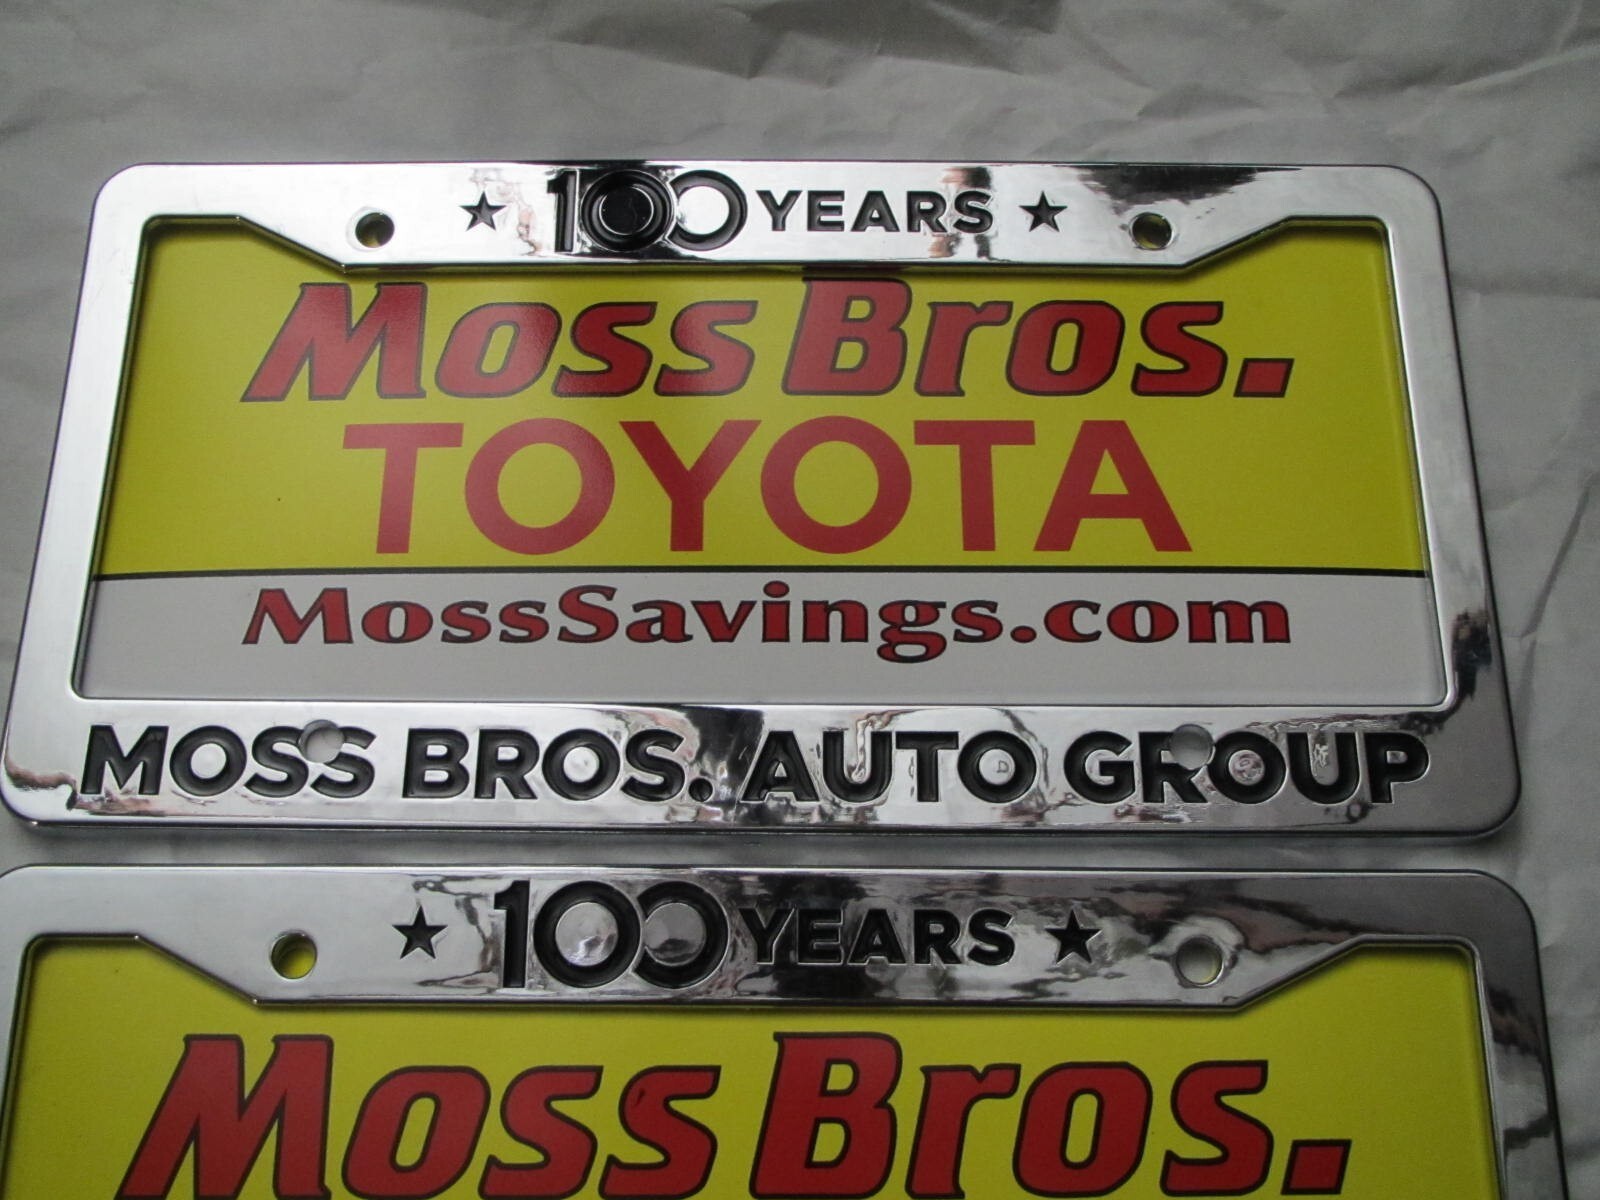 ★ 100 YEARS ★
Moss Bros.
TOYOTA
MossSavings.com
MOSS BROS. AUTO GROUP
★ 100 YEARS ★
Moss Bros.